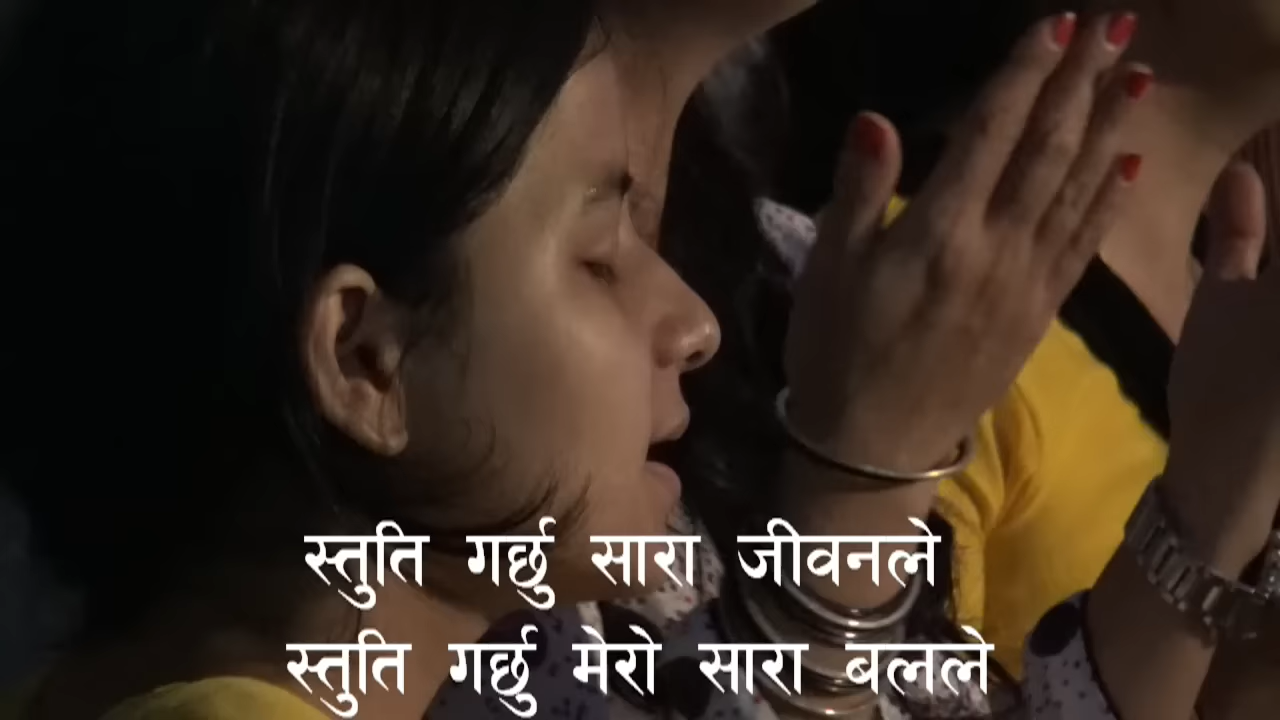 स्तुति गर्छु सारा जीवनले
स्तुति गर्छु मेरो सारा बलले